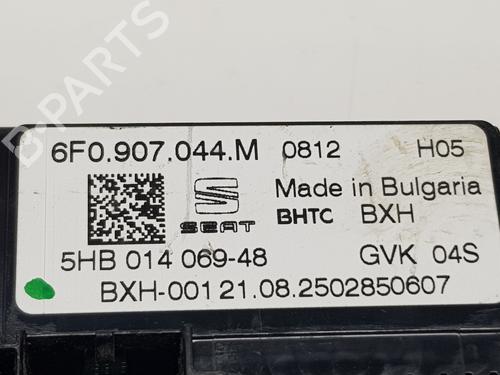 6F0.907.044.M 0812 H05
Made in Bulgaria
SEAT BHTC BXH
5HB 014 069-48 GVK 04S
BXH-001 21.08.2502850607